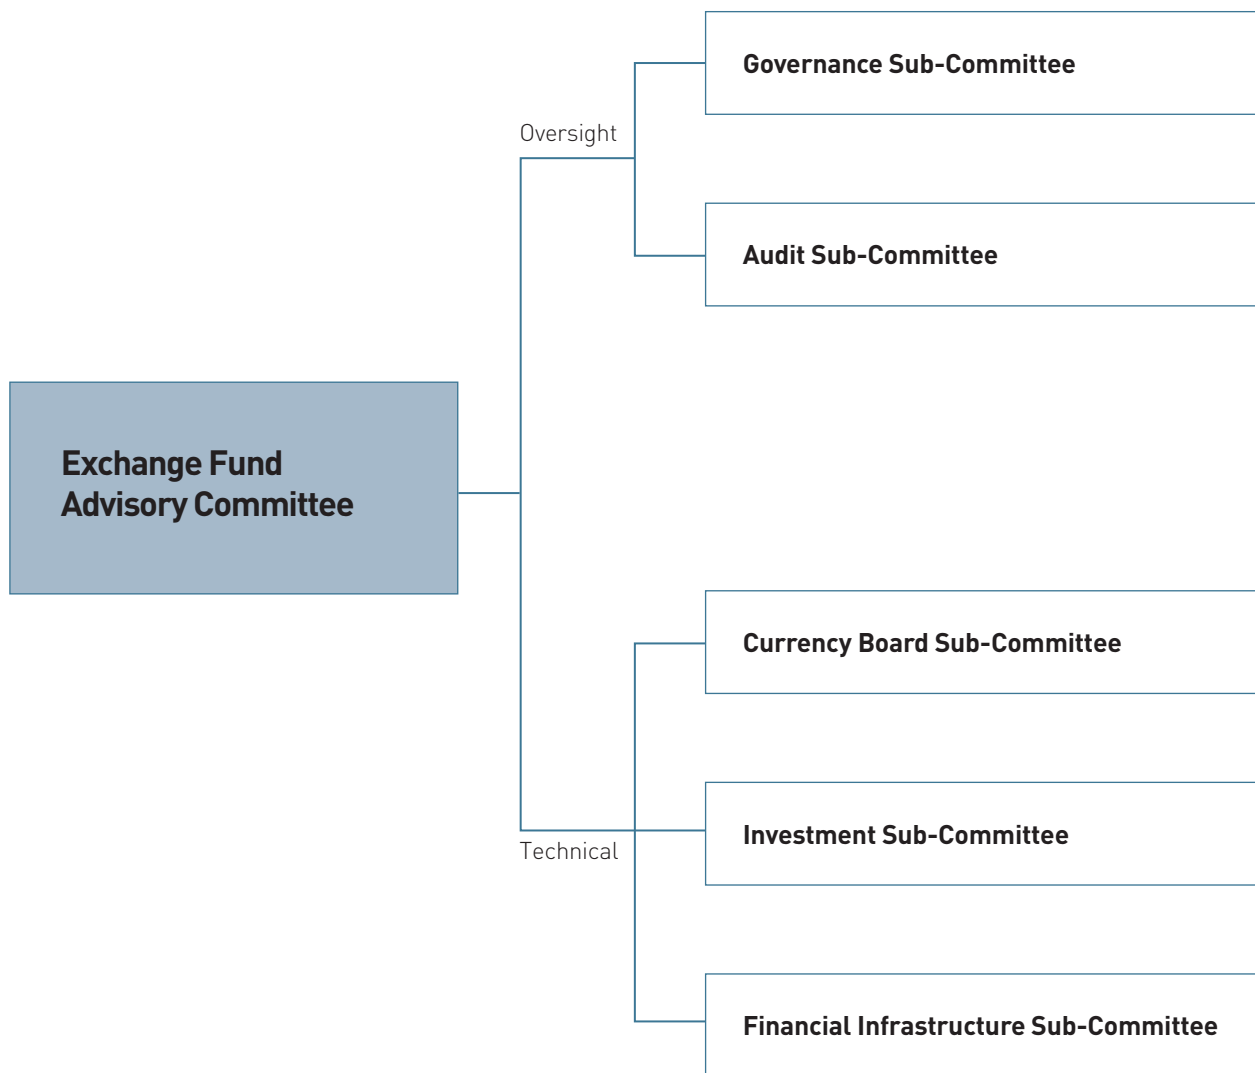 Governance Sub-Committee
Oversight
Audit Sub-Committee
Exchange Fund
Advisory Committee
Currency Board Sub-Committee
Investment Sub-Committee
Technical
Financial Infrastructure Sub-Committee